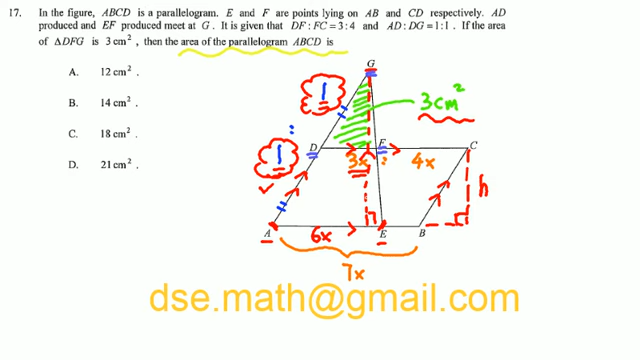 17. In the figure, ABCD is a parallelogram. E and F are points lying on AB and CD respectively. AD
produced and EF produced meet at G. It is given that DF : FC = 3 : 4 and AD : DG = 1 : 1. If the area
of ΔDFG is 3 cm², then the area of the parallelogram ABCD is
A. 12 cm².
B. 14 cm².
C. 18 cm².
D. 21 cm².
G
1
3cm²
:
D
F
C
1
3x : 4x
h
A
6x
E
B
7x
dse.math@gmail.com